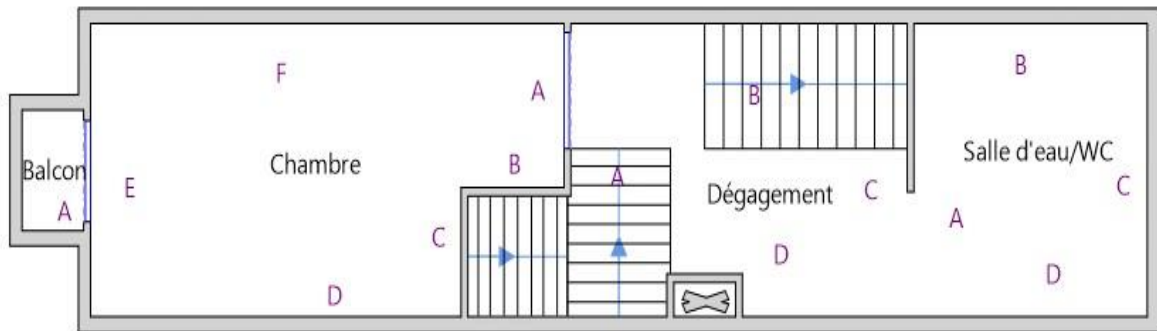 F
B
A
B
Salle d'eau/WC
Chambre
Balcon
B
A
E
C
Dégagement
C
A
A
C
D
D
D